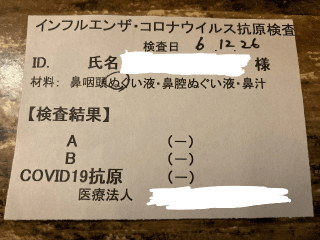 インフルエンザ・コロナウイルス抗原検査
検査日 6.12.26
ID. 氏名 様
材料: 鼻咽頭ぬぐい液・鼻腔ぬぐい液・鼻汁
【検査結果】
A (−)
B (−)
COVID19抗原 (−)
医療法人